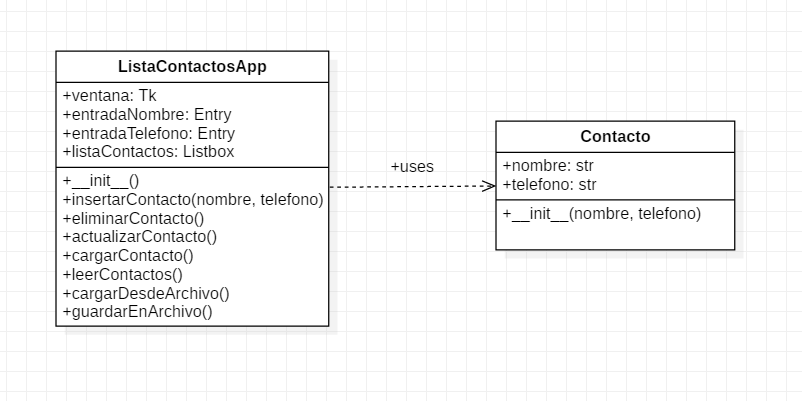 ListaContactosApp
+ventana: Tk
+entradaNombre: Entry
+entradaTelefono: Entry
+listaContactos: Listbox
+__init__()
+insertarContacto(nombre, telefono)
+eliminarContacto()
+actualizarContacto()
+cargarContacto()
+leerContactos()
+cargarDesdeArchivo()
+guardarEnArchivo()
+uses
Contacto
+nombre: str
+telefono: str
+__init__(nombre, telefono)